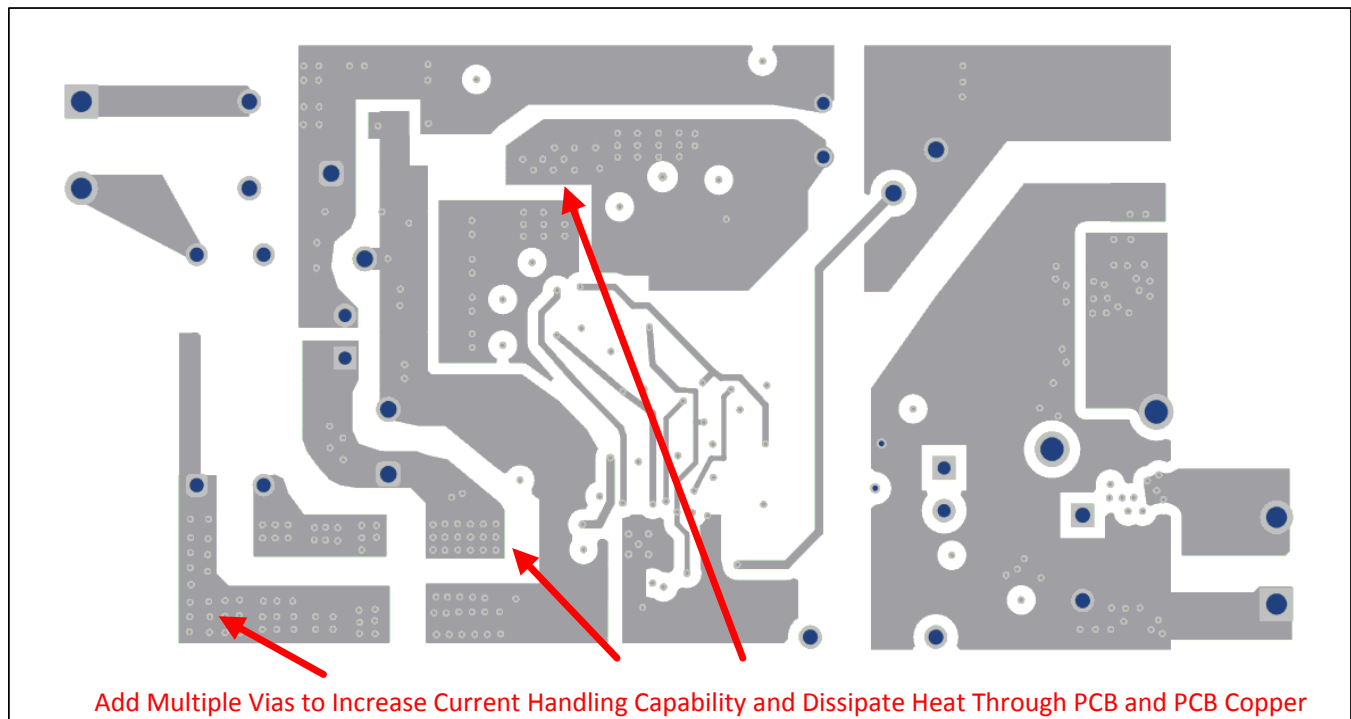 Add Multiple Vias to Increase Current Handling Capability and Dissipate Heat Through PCB and PCB Copper